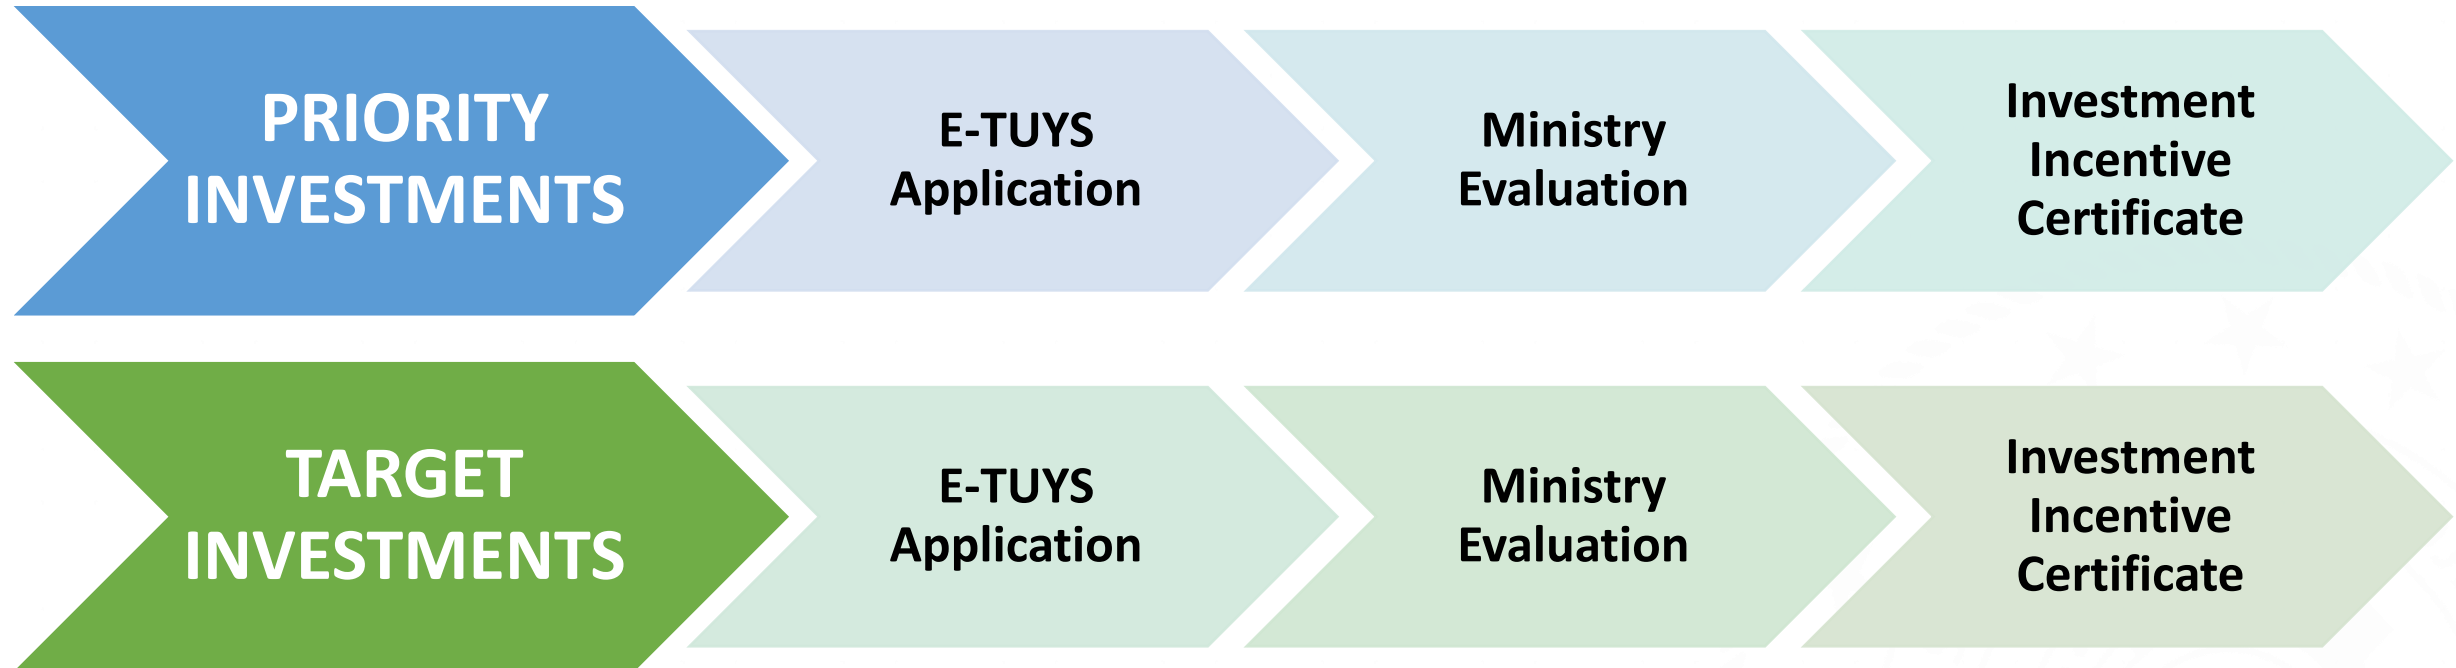 PRIORITY
INVESTMENTS
E-TUYS
Application
Ministry
Evaluation
Investment
Incentive
Certificate
TARGET
INVESTMENTS
E-TUYS
Application
Ministry
Evaluation
Investment
Incentive
Certificate